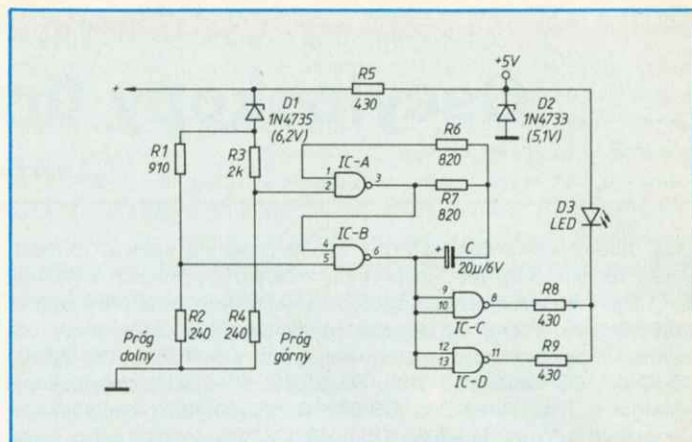 +5V
R5
430
+
D1
1N4735
(6,2V)
D2
1N4733
(5,1V)
R1
910
R3
2k
R6
820
IC-A
1
2
3
R7
820
D3
LED
IC-B
4
5
6
+
C
20µ/6V
9
10
8
R8
430
IC-C
R2
240
R4
240
Próg
dolny
Próg
górny
12
13
11
R9
430
IC-D